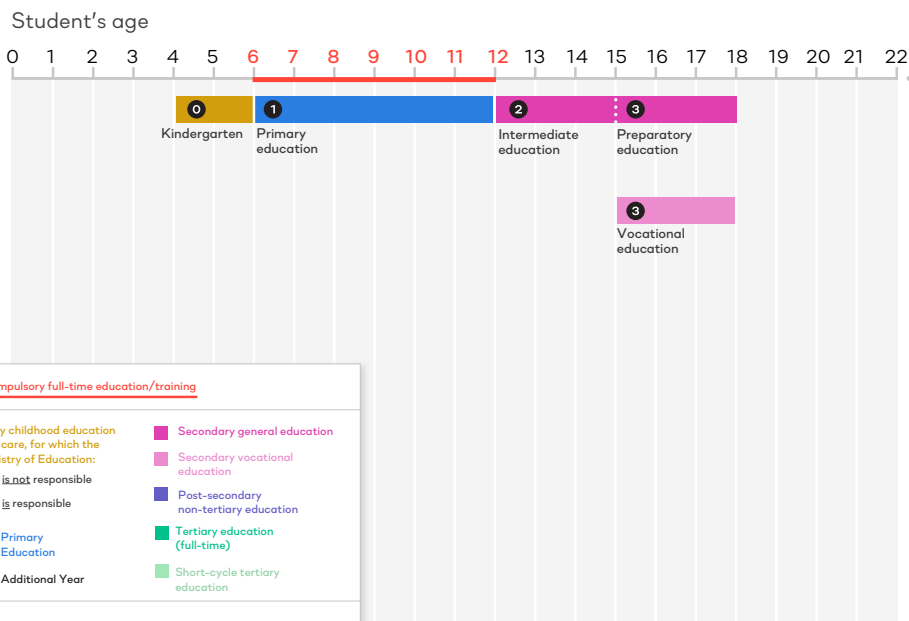 Student's age
0 1 2 3 4 5 6 7 8 9 10 11 12 13 14 15 16 17 18 19 20 21 22
0 1 2 3
Kindergarten Primary education
Intermediate education
Preparatory education
3
Vocational education
mpulsory full-time education/training
y childhood education
care, for which the
istry of Education:
is not responsible
is responsible
Primary
Education
Additional Year
Secondary general education
Secondary vocational
education
Post-secondary
non-tertiary education
Tertiary education
(full-time)
Short-cycle tertiary
education